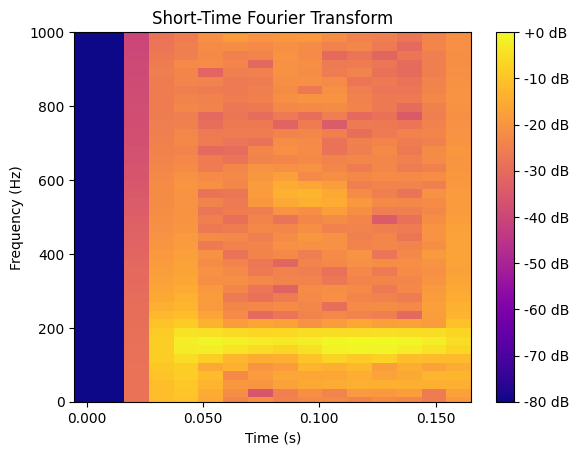 Short-Time Fourier Transform
1000
800
600
400
200
0
Frequency (Hz)
0.000
0.050
0.100
0.150
Time (s)
+0 dB
-10 dB
-20 dB
-30 dB
-40 dB
-50 dB
-60 dB
-70 dB
-80 dB